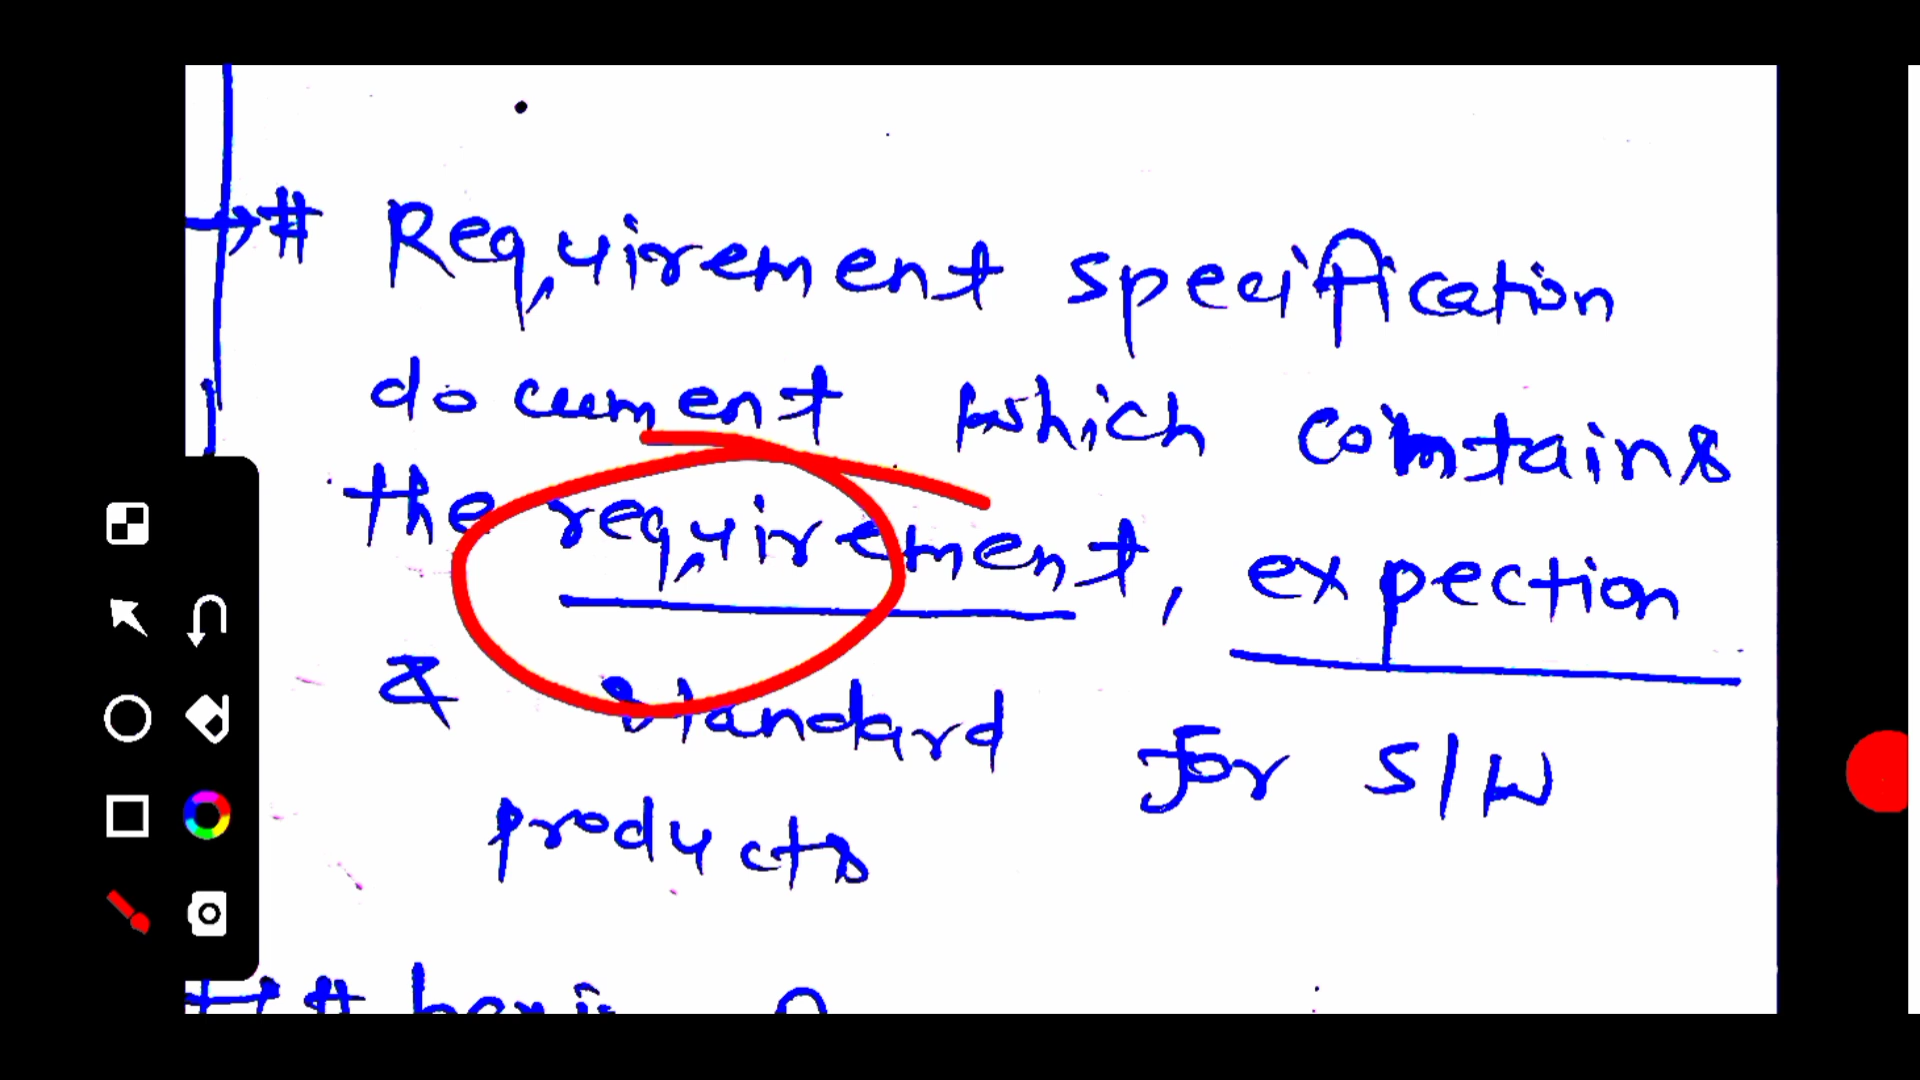 →# Requirement specification
document which contains
the requirement, expection
& standard for S/W
products